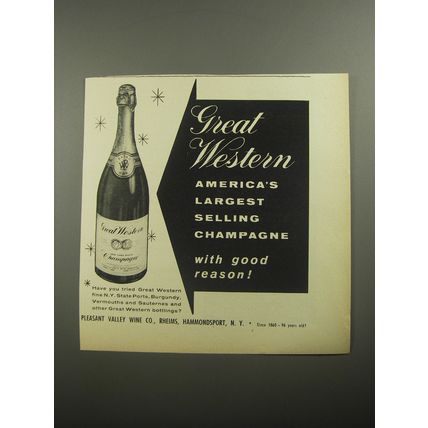 Great
Western
AMERICA'S
LARGEST
SELLING
CHAMPAGNE
with good
reason!
Great Western
Champagne
Have you tried Great Western
fine N.Y. State Ports, Burgundy,
Vermouths and Sauternes and
other Great Western bottlings?
PLEASANT VALLEY WINE CO., RHEIMS, HAMMONDSPORT, N. Y. • Since 1860 - 96 years old!